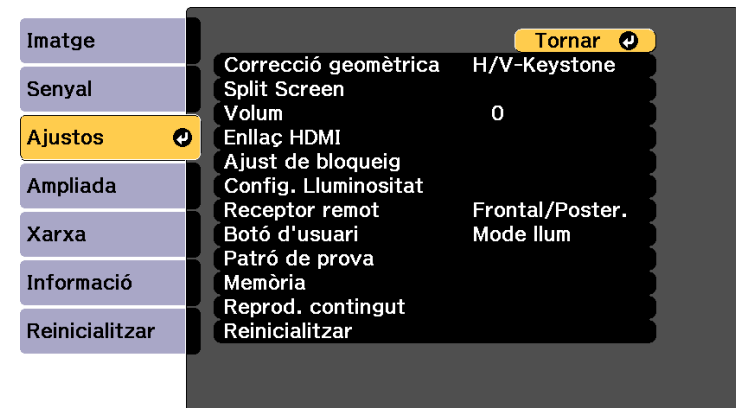 Imatge
Senyal
Ajustos
Ampliada
Xarxa
Informació
Reinicialitzar
Tornar
Correcció geomètrica H/V-Keystone
Split Screen
Volum 0
Enllaç HDMI
Ajust de bloqueig
Config. Lluminositat
Receptor remot Frontal/Poster.
Botó d'usuari Mode llum
Patró de prova
Memòria
Reprod. contingut
Reinicialitzar